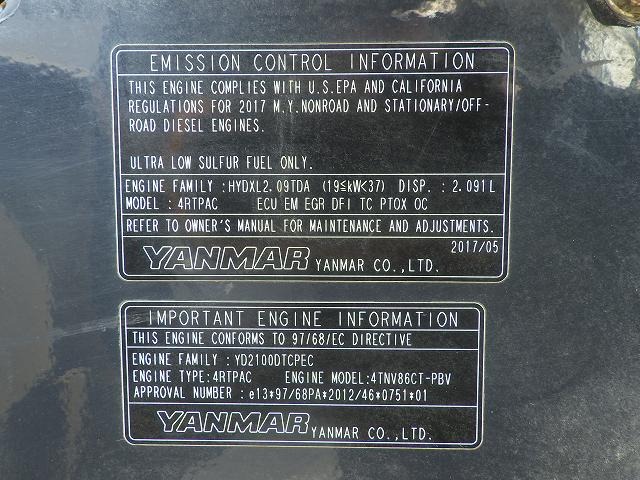 EMISSION CONTROL INFORMATION
THIS ENGINE COMPLIES WITH U.S.EPA AND CALIFORNIA
REGULATIONS FOR 2017 M.Y.NONROAD AND STATIONARY/OFF-
ROAD DIESEL ENGINES.
ULTRA LOW SULFUR FUEL ONLY.
ENGINE FAMILY : HYDXL2.09TDA (19≦kW<37) DISP. : 2.091L
MODEL : 4RTPAC ECU EM EGR DFI TC PTOX OC
REFER TO OWNER'S MANUAL FOR MAINTENANCE AND ADJUSTMENTS.
2017/05
YANMAR YANMAR CO.,LTD.
IMPORTANT ENGINE INFORMATION
THIS ENGINE CONFORMS TO 97/68/EC DIRECTIVE
ENGINE FAMILY : YD2100DTCPEC
ENGINE TYPE:4RTPAC ENGINE MODEL:4TNV86CT-PBV
APPROVAL NUMBER : e13*97/68PA*2012/46*0751*01
YANMAR YANMAR CO.,LTD.